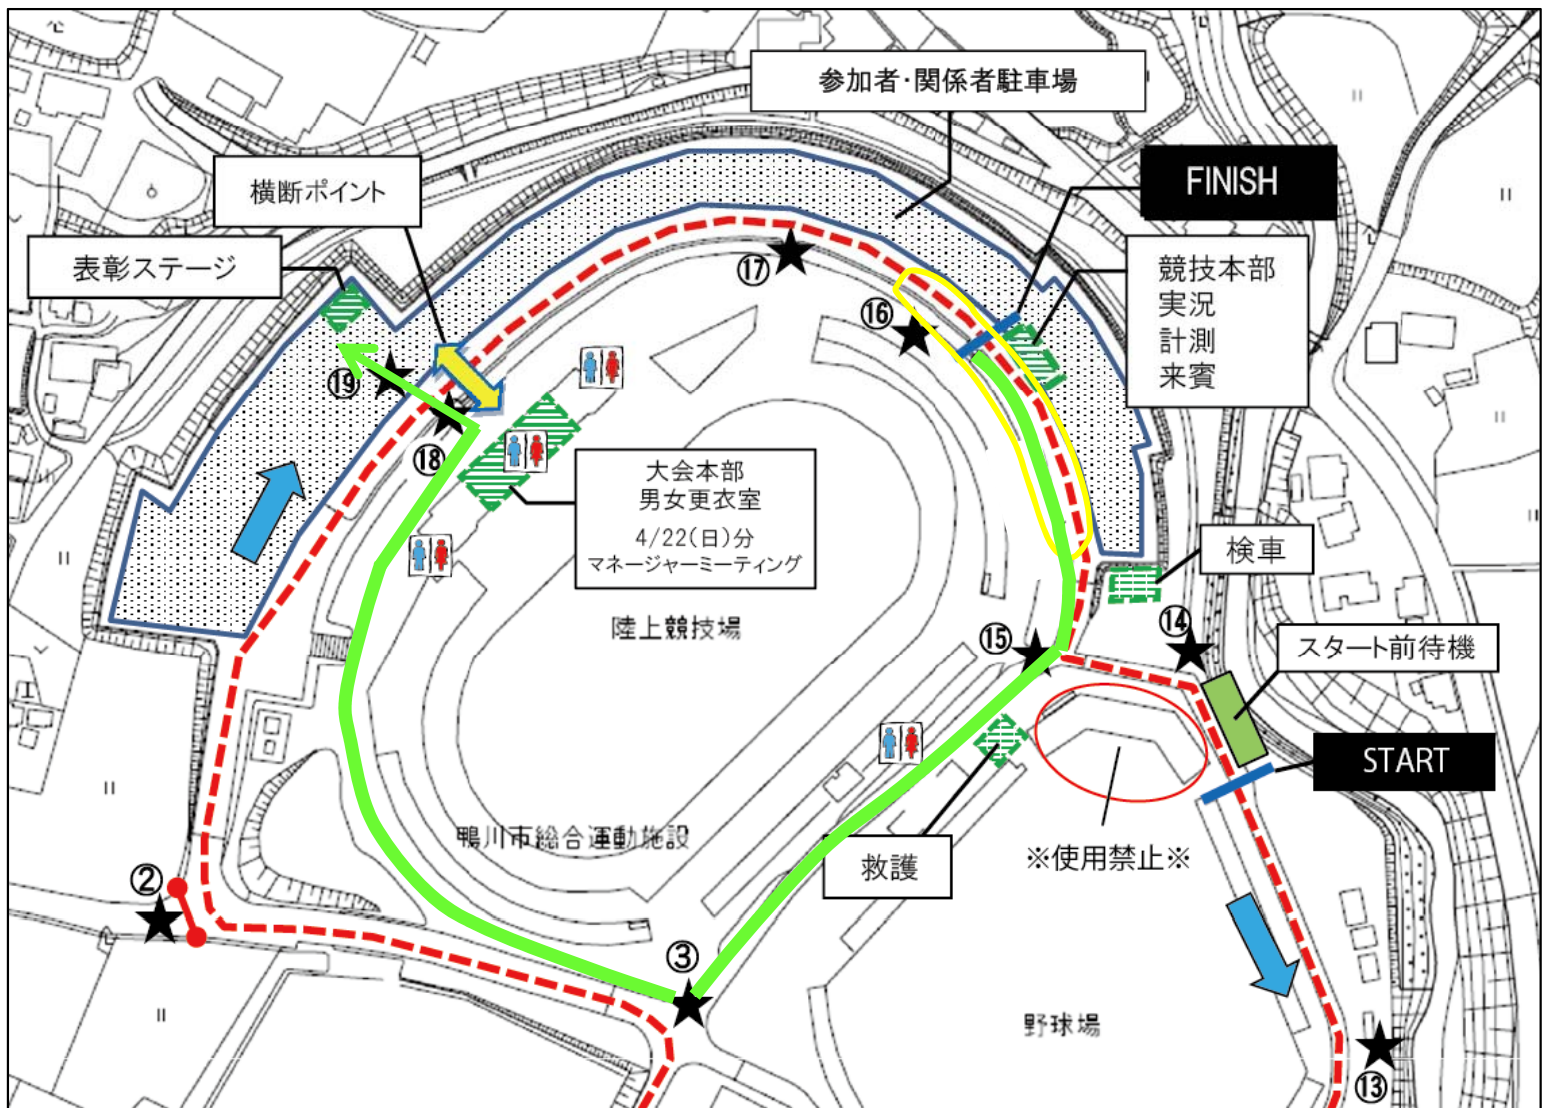 参加者・関係者駐車場
横断ポイント
FINISH
表彰ステージ
競技本部
実況
計測
来賓
⑰
⑯
⑲
⑱
大会本部
男女更衣室
4/22(日)分
マネージャーミーティング
検車
陸上競技場
⑮
⑭
スタート前待機
START
鴨川市総合運動施設
救護
※使用禁止※
②
③
野球場
⑬